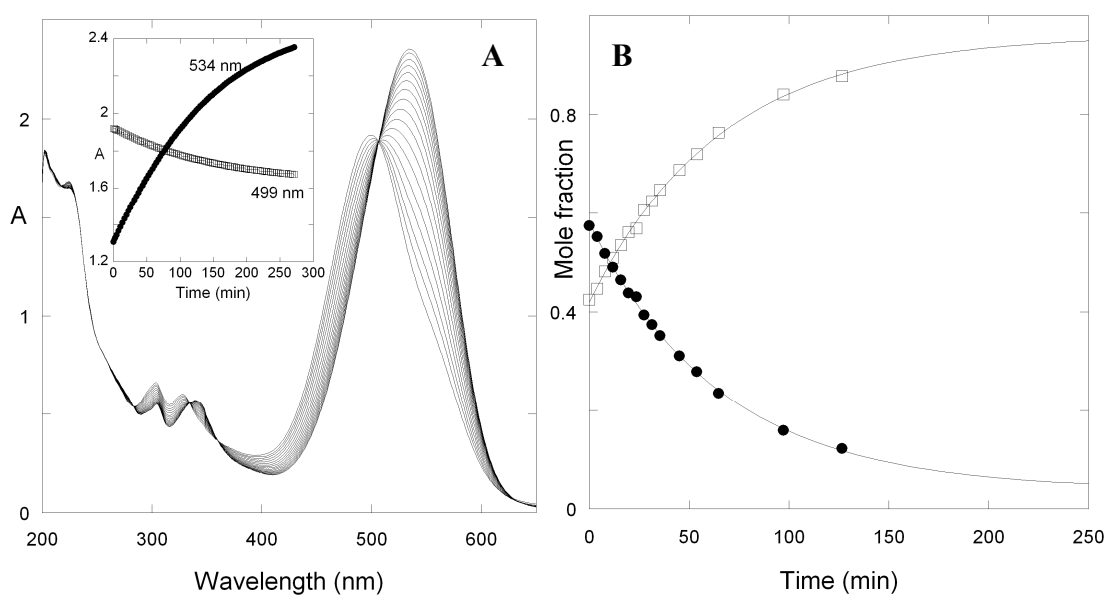 A
2.4
2
A
1.6
1.2
534 nm
499 nm
0 50 100 150 200 250 300
Time (min)
2
A
1
0
200 300 400 500 600
Wavelength (nm)
B
0.8
Mole fraction
0.4
0
0 50 100 150 200 250
Time (min)